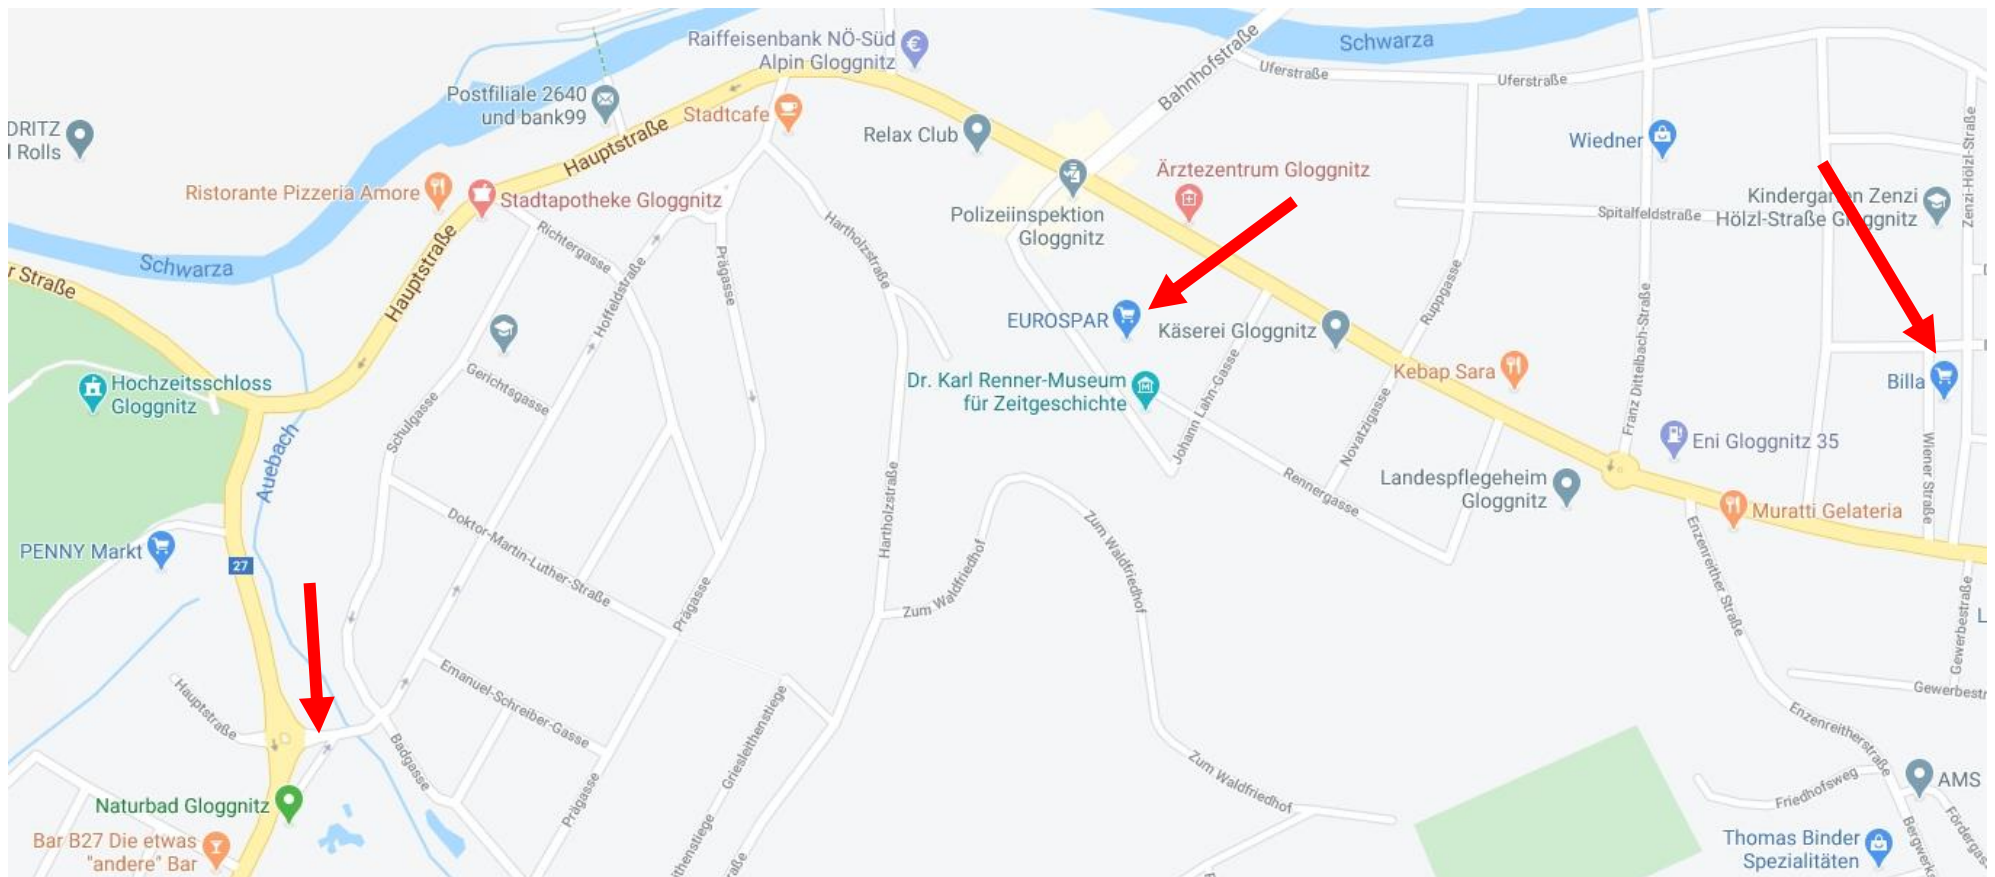 Raiffeisenbank NÖ-Süd
Alpin Gloggnitz
Schwarza
Bahnhofstraße
Uferstraße
Uferstraße
Postfiliale 2640
und bank99
Stadtcafe
Hauptstraße
Relax Club
Wiedner
DRITZ
l Rolls
Ärztezentrum Gloggnitz
Zenzi-Hölzl-Straße
Ristorante Pizzeria Amore
Stadtapotheke Gloggnitz
Polizeiinspektion
Gloggnitz
Spitalfeldstraße
Kindergarten Zenzi
Hölzl-Straße Gloggnitz
Hartholzstraße
Richtergasse
Prägasse
Schwarza
r Straße
Hauptstraße
Hoffeldstraße
Ruppgasse
EUROSPAR
Käserei Gloggnitz
Franz Dittelbach-Straße
Kebap Sara
Billa
Hochzeitsschloss
Gloggnitz
Gerichtsgasse
Schulgasse
Dr. Karl Renner-Museum
für Zeitgeschichte
Johann Lahn-Gasse
Novatzigasse
Eni Gloggnitz 35
Auebach
Rennergasse
Landespflegeheim
Gloggnitz
Wiener Straße
Muratti Gelateria
Hartholzstraße
Doktor-Martin-Luther-Straße
Zum Waldfriedhof
Zum Waldfriedhof
PENNY Markt
27
Prägasse
Enzenreither Straße
Gewerbestraße
L
Hauptstraße
Emanuel-Schreiber-Gasse
Griesleithenstiege
Gewerbestr
Enzenreitherstraße
Badgasse
Zum Waldfriedhof
Naturbad Gloggnitz
Prägasse
Friedhofsweg
AMS
Bar B27 Die etwas
"andere" Bar
ithenstiege
raße
Thomas Binder
Spezialitäten
Bergwerks
Fördergas